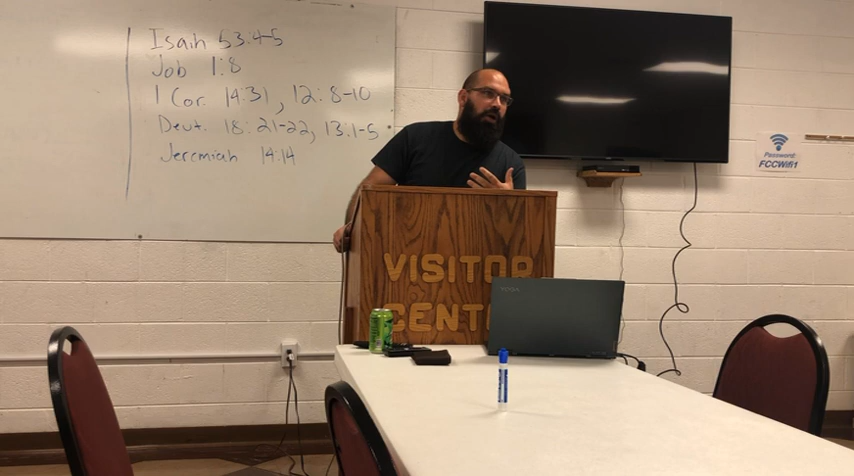 Isaih 53:4-5
Job 1:8
1 Cor. 14:31, 12:8-10
Deut. 18:21-22, 13:1-5
Jeremiah 14:14
Password:
FCCWifi1
VISITOR
CENT
YOGA